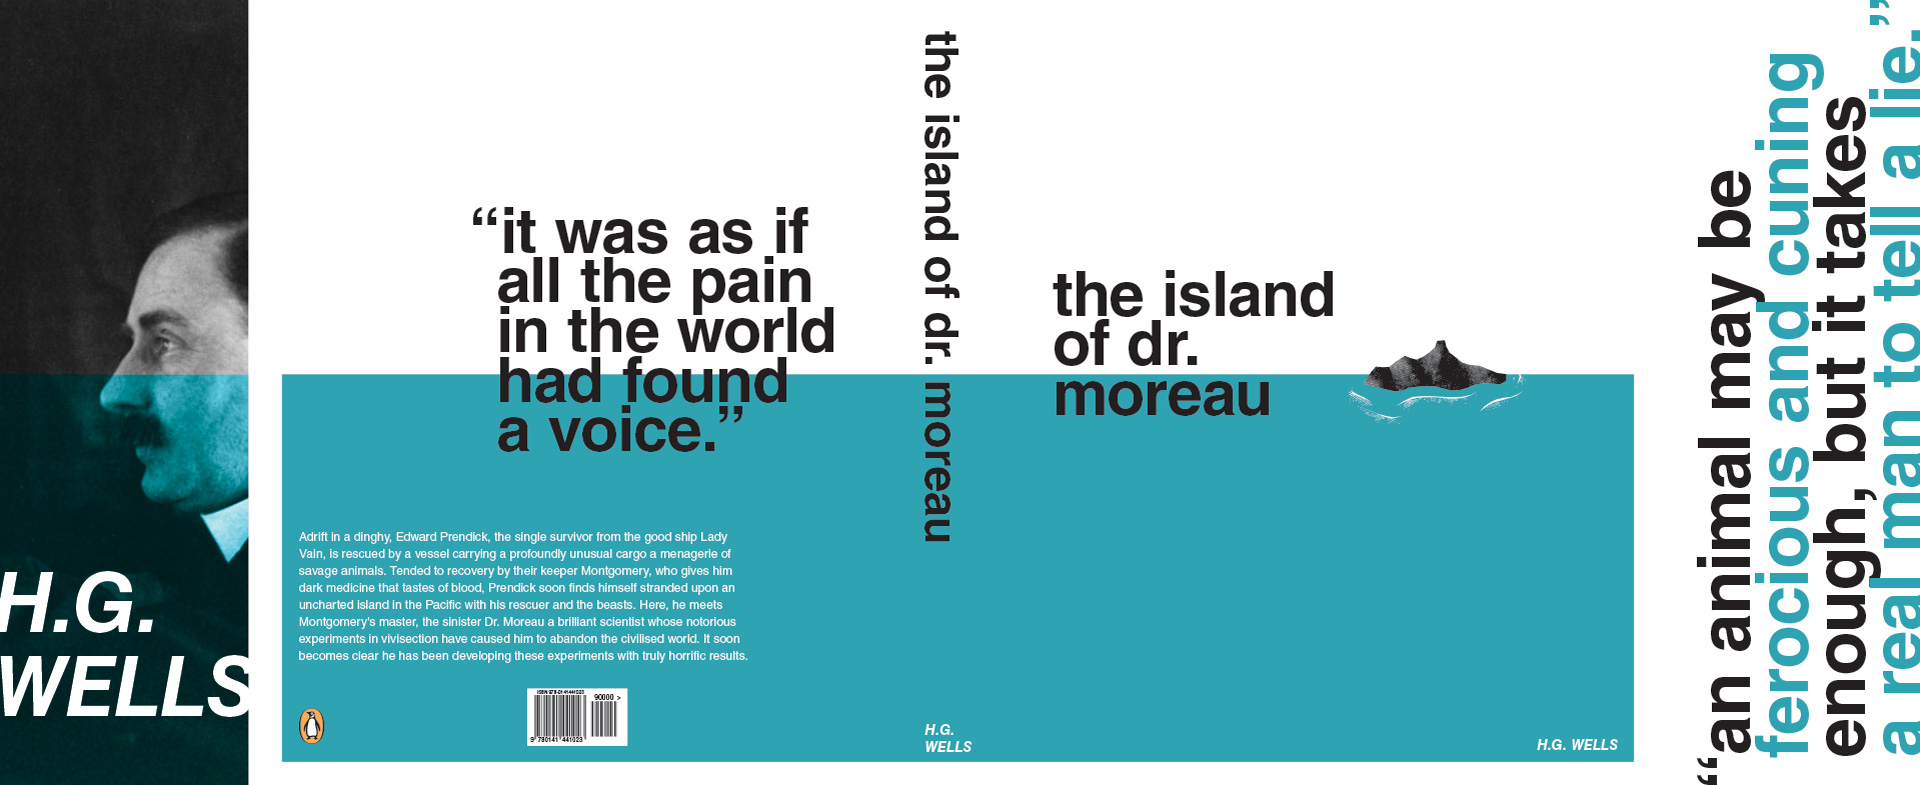 H.G.
WELLS
“it was as if
all the pain
in the world
had found
a voice.”
Adrift in a dinghy, Edward Prendick, the single survivor from the good ship Lady
Vain, is rescued by a vessel carrying a profoundly unusual cargo a menagerie of
savage animals. Tended to recovery by their keeper Montgomery, who gives him
dark medicine that tastes of blood, Prendick soon finds himself stranded upon an
uncharted island in the Pacific with his rescuer and the beasts. Here, he meets
Montgomery's master, the sinister Dr. Moreau a brilliant scientist whose notorious
experiments in vivisection have caused him to abandon the civilised world. It soon
becomes clear he has been developing these experiments with truly horrific results.
ISBN 978-0141441023
90000 >
9 780141 441023
the island of dr. moreau
H.G.
WELLS
the island
of dr.
moreau
H.G. WELLS
“an animal may be
ferocious and cuning
enough, but it takes
a real man to tell a lie.”